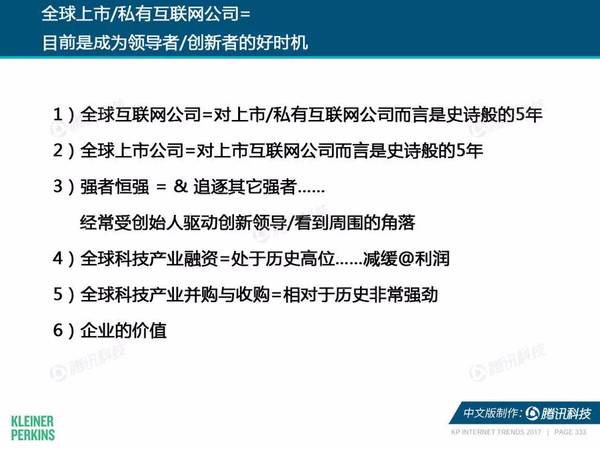 全球上市/私有互联网公司=
目前是成为领导者/创新者的好时机
1）全球互联网公司=对上市/私有互联网公司而言是史诗般的5年
2）全球上市公司=对上市互联网公司而言是史诗般的5年
3）强者恒强 = & 追逐其它强者……
经常受创始人驱动创新领导/看到周围的角落
4）全球科技产业融资=处于历史高位……减缓@利润
5）全球科技产业并购与收购=相对于历史非常强劲
6）企业的价值
腾讯科技
腾讯科技
腾讯科技
腾讯科技
KLEINER
PERKINS
中文版制作：腾讯科技
KP INTERNET TRENDS 2017 | PAGE 333